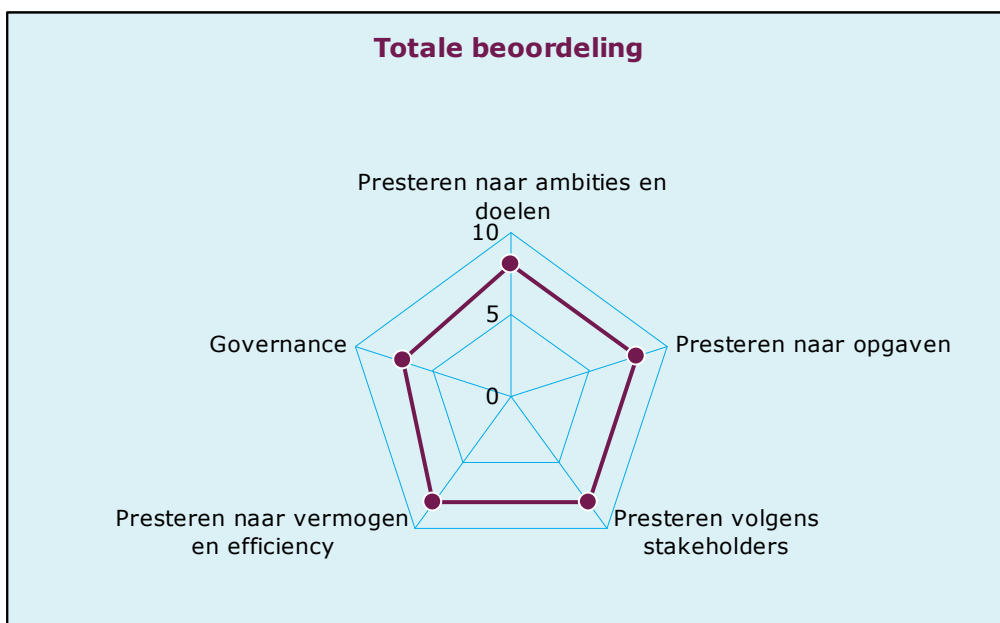 Totale beoordeling
Presteren naar ambities en
doelen
10
Governance
5
Presteren naar opgaven
0
Presteren naar vermogen
en efficiency
Presteren volgens
stakeholders